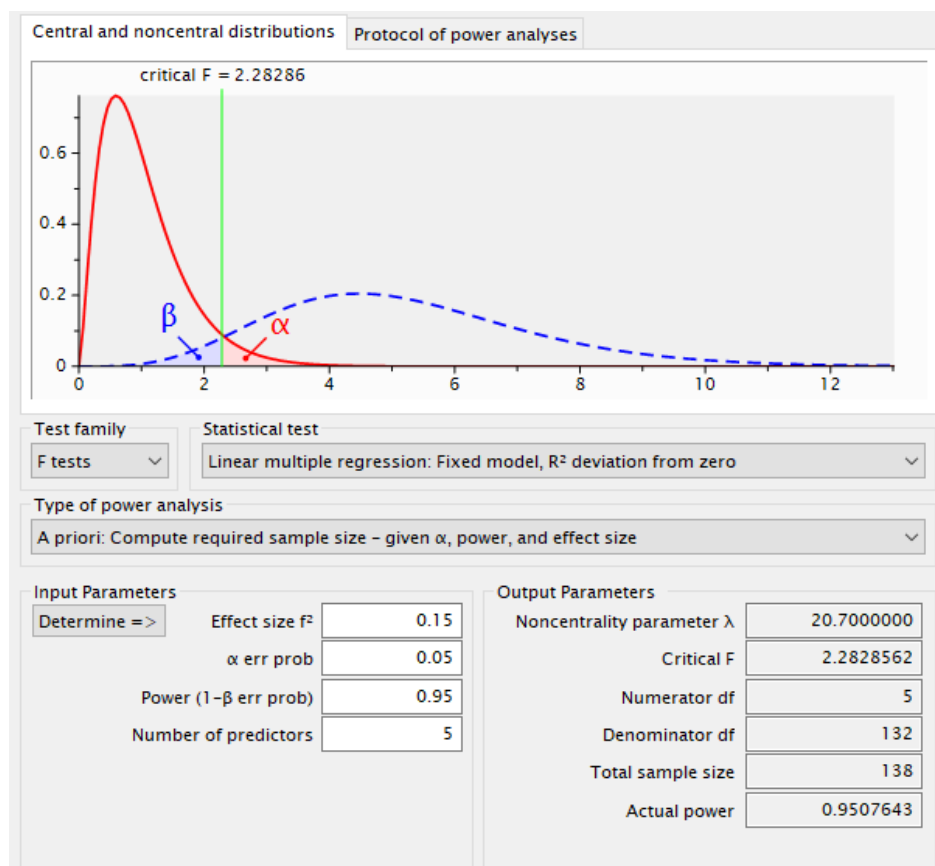 Central and noncentral distributions
Protocol of power analyses
critical F = 2.28286
0.6
0.4
0.2
0
β
α
0 2 4 6 8 10 12
Test family
Statistical test
F tests
Linear multiple regression: Fixed model, R² deviation from zero
Type of power analysis
A priori: Compute required sample size – given α, power, and effect size
Input Parameters
Determine =>
Effect size f² 0.15
α err prob 0.05
Power (1-β err prob) 0.95
Number of predictors 5
Output Parameters
Noncentrality parameter λ 20.7000000
Critical F 2.2828562
Numerator df 5
Denominator df 132
Total sample size 138
Actual power 0.9507643